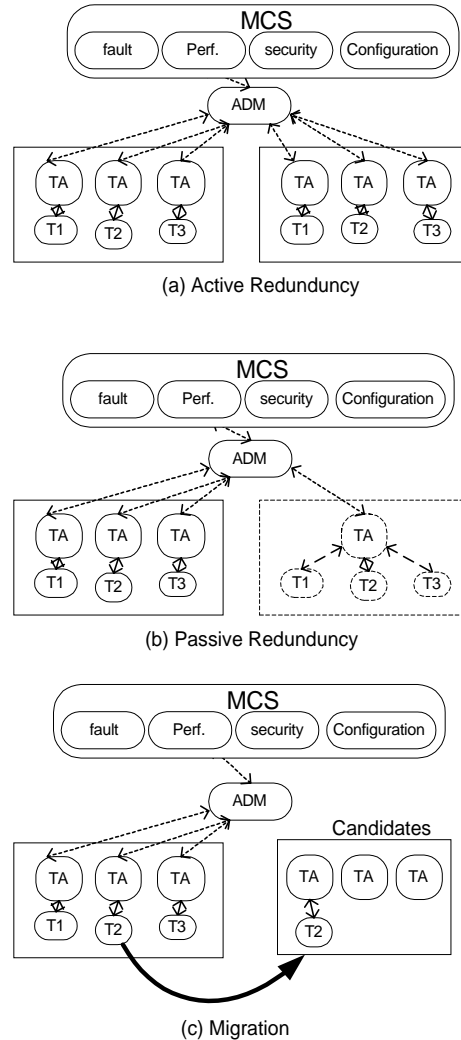 MCS
fault Perf. security Configuration
ADM
TA TA TA TA TA TA
T1 T2 T3 T1 T2 T3
(a) Active Redunduncy
MCS
fault Perf. security Configuration
ADM
TA TA TA TA
T1 T2 T3 T1 T2 T3
(b) Passive Redunduncy
MCS
fault Perf. security Configuration
ADM
Candidates
TA TA TA TA TA TA
T1 T2 T3 T2
(c) Migration